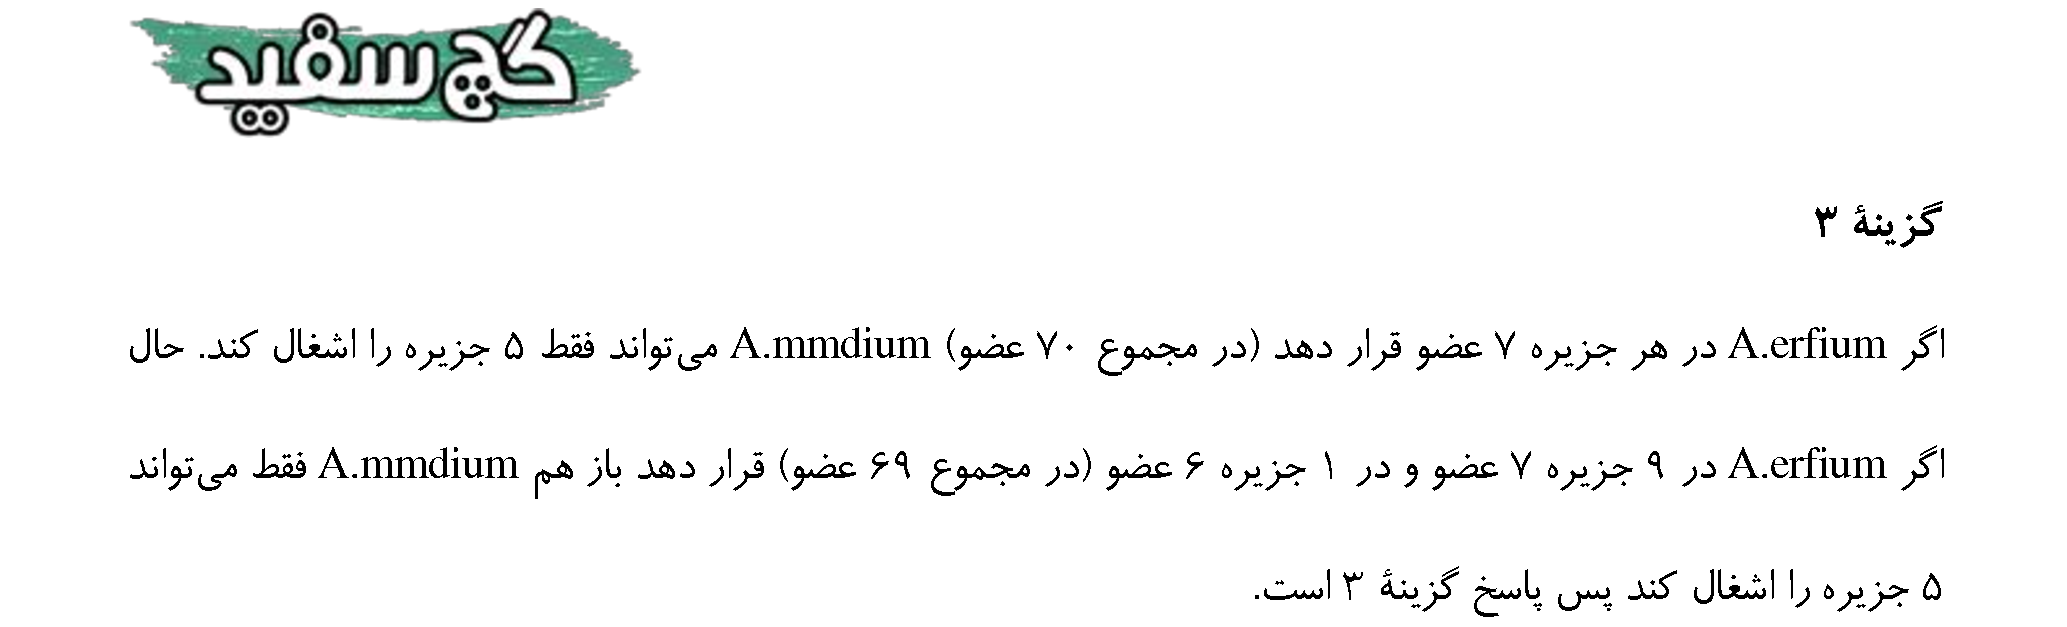 گچ سفید
گزینهٔ ۳
اگر A.erfium در هر جزیره ۷ عضو قرار دهد (در مجموع ۷۰ عضو) A.mmdium می‌تواند فقط ۵ جزیره را اشغال کند. حال
اگر A.erfium در ۹ جزیره ۷ عضو و در ۱ جزیره ۶ عضو (در مجموع ۶۹ عضو) قرار دهد باز هم A.mmdium فقط می‌تواند
۵ جزیره را اشغال کند پس پاسخ گزینهٔ ۳ است.